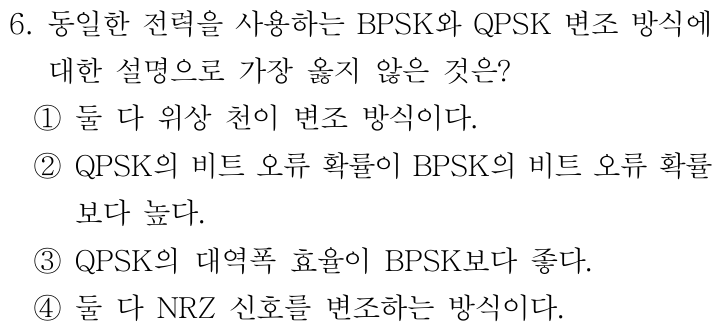 6. 동일한 전력을 사용하는 BPSK와 QPSK 변조 방식에
대한 설명으로 가장 옳지 않은 것은?
① 둘 다 위상 천이 변조 방식이다.
② QPSK의 비트 오류 확률이 BPSK의 비트 오류 확률
보다 높다.
③ QPSK의 대역폭 효율이 BPSK보다 좋다.
④ 둘 다 NRZ 신호를 변조하는 방식이다.